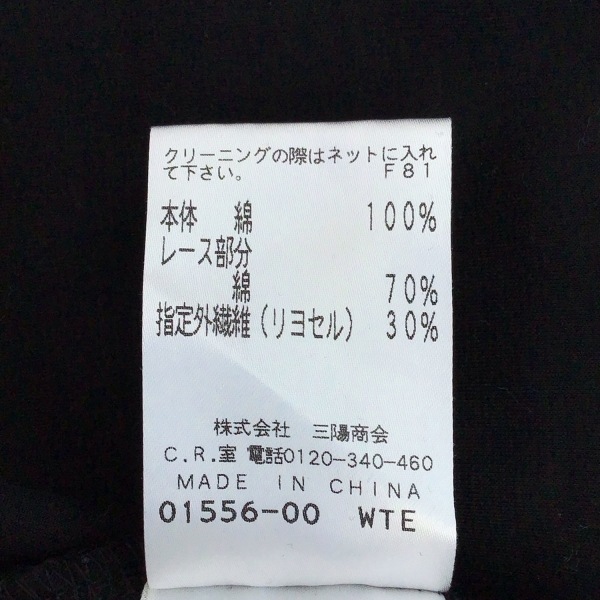 クリーニングの際はネットに入れ
て下さい。 F81
本体 綿 100%
レース部分
綿 70%
指定外繊維(リヨセル) 30%
株式会社 三陽商会
C.R.室 電話0120-340-460
MADE IN CHINA
01556-00 WTE